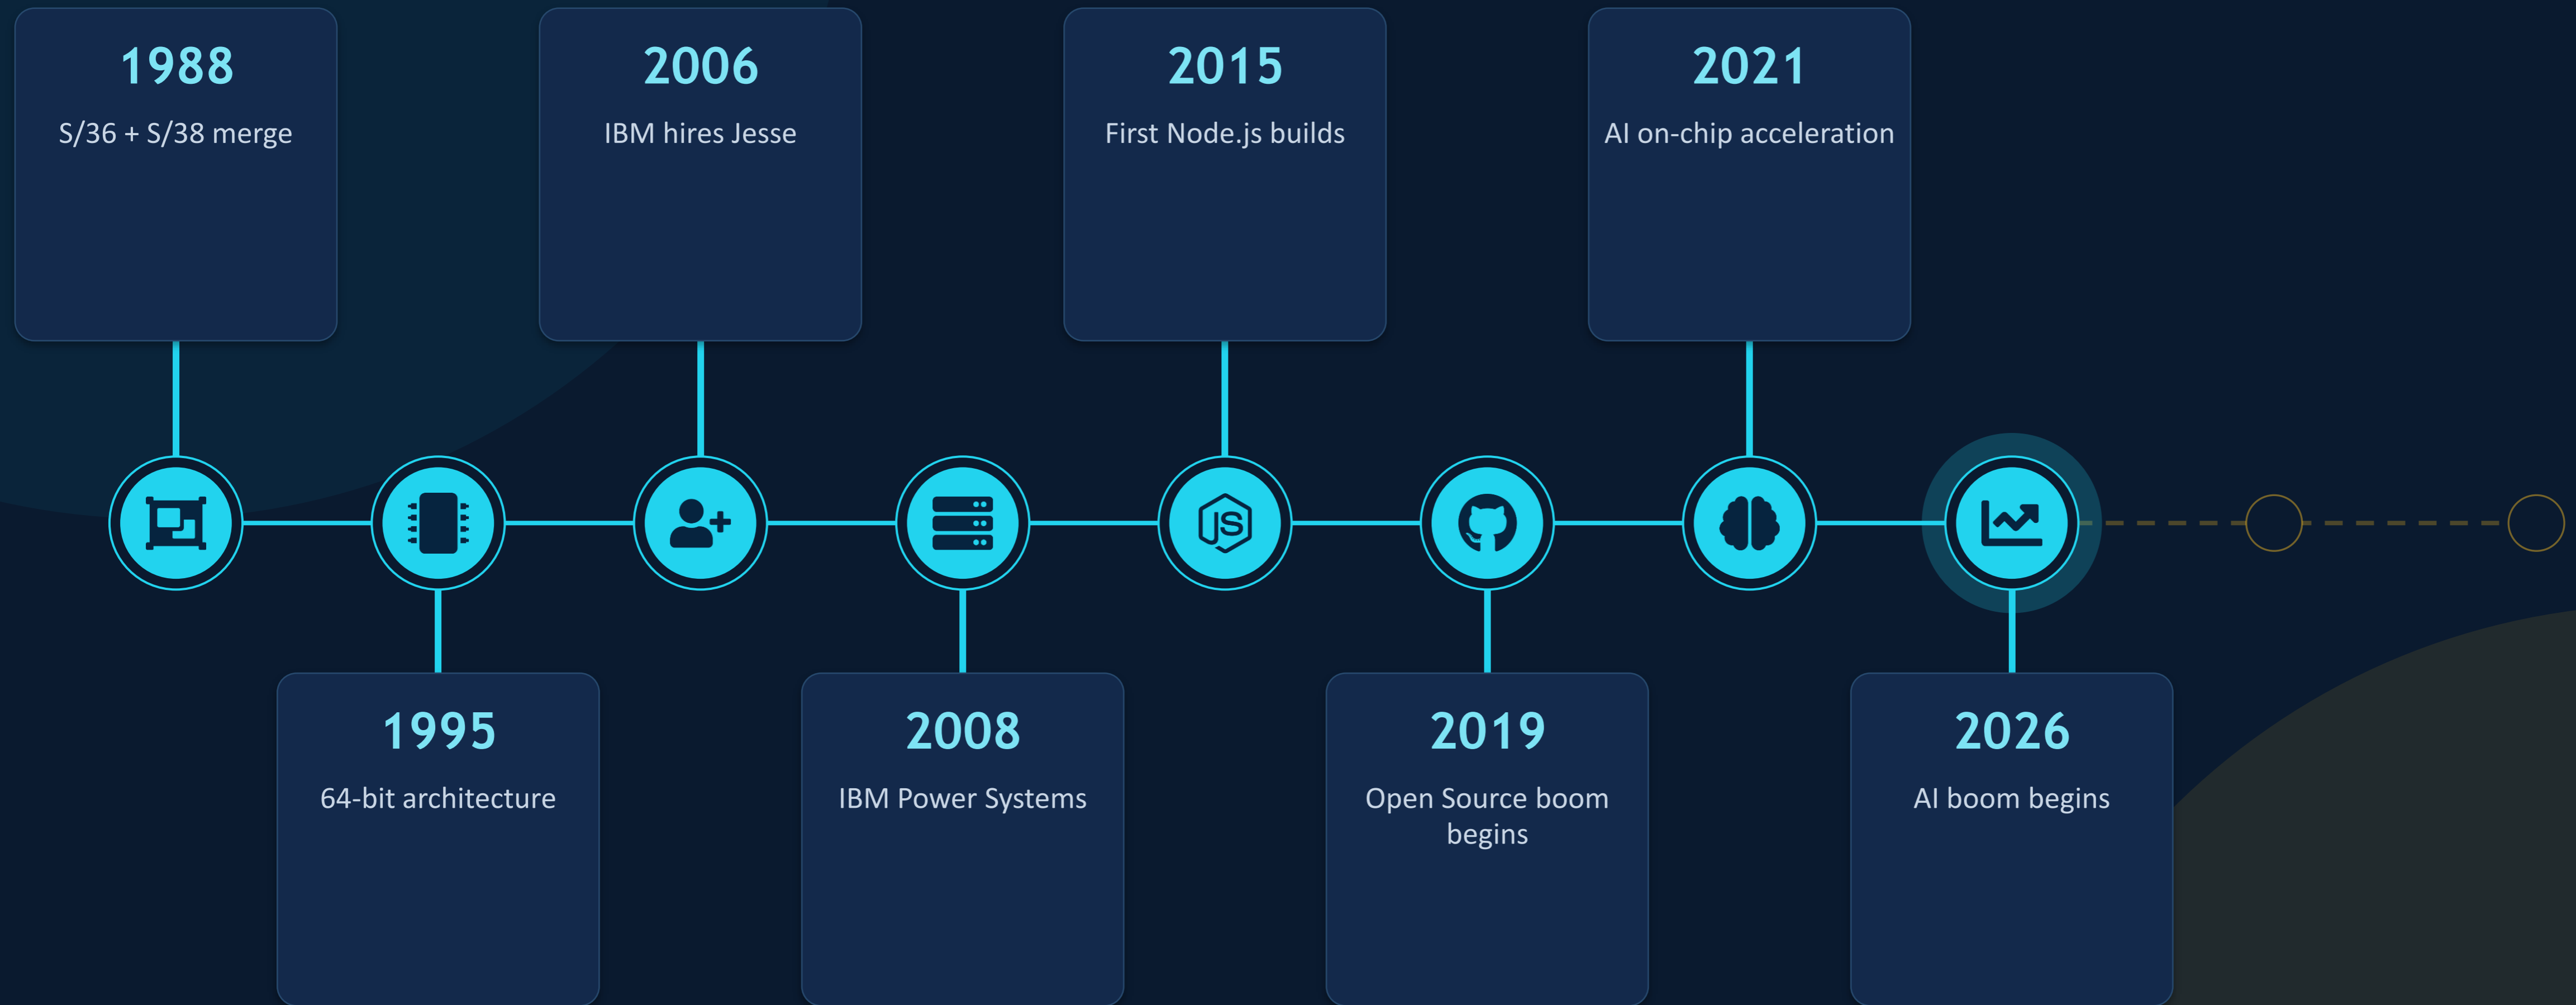 1988
S/36 + S/38 merge
2006
IBM hires Jesse
2015
First Node.js builds
2021
AI on-chip acceleration
JS
1995
64-bit architecture
2008
IBM Power Systems
2019
Open Source boom
begins
2026
AI boom begins